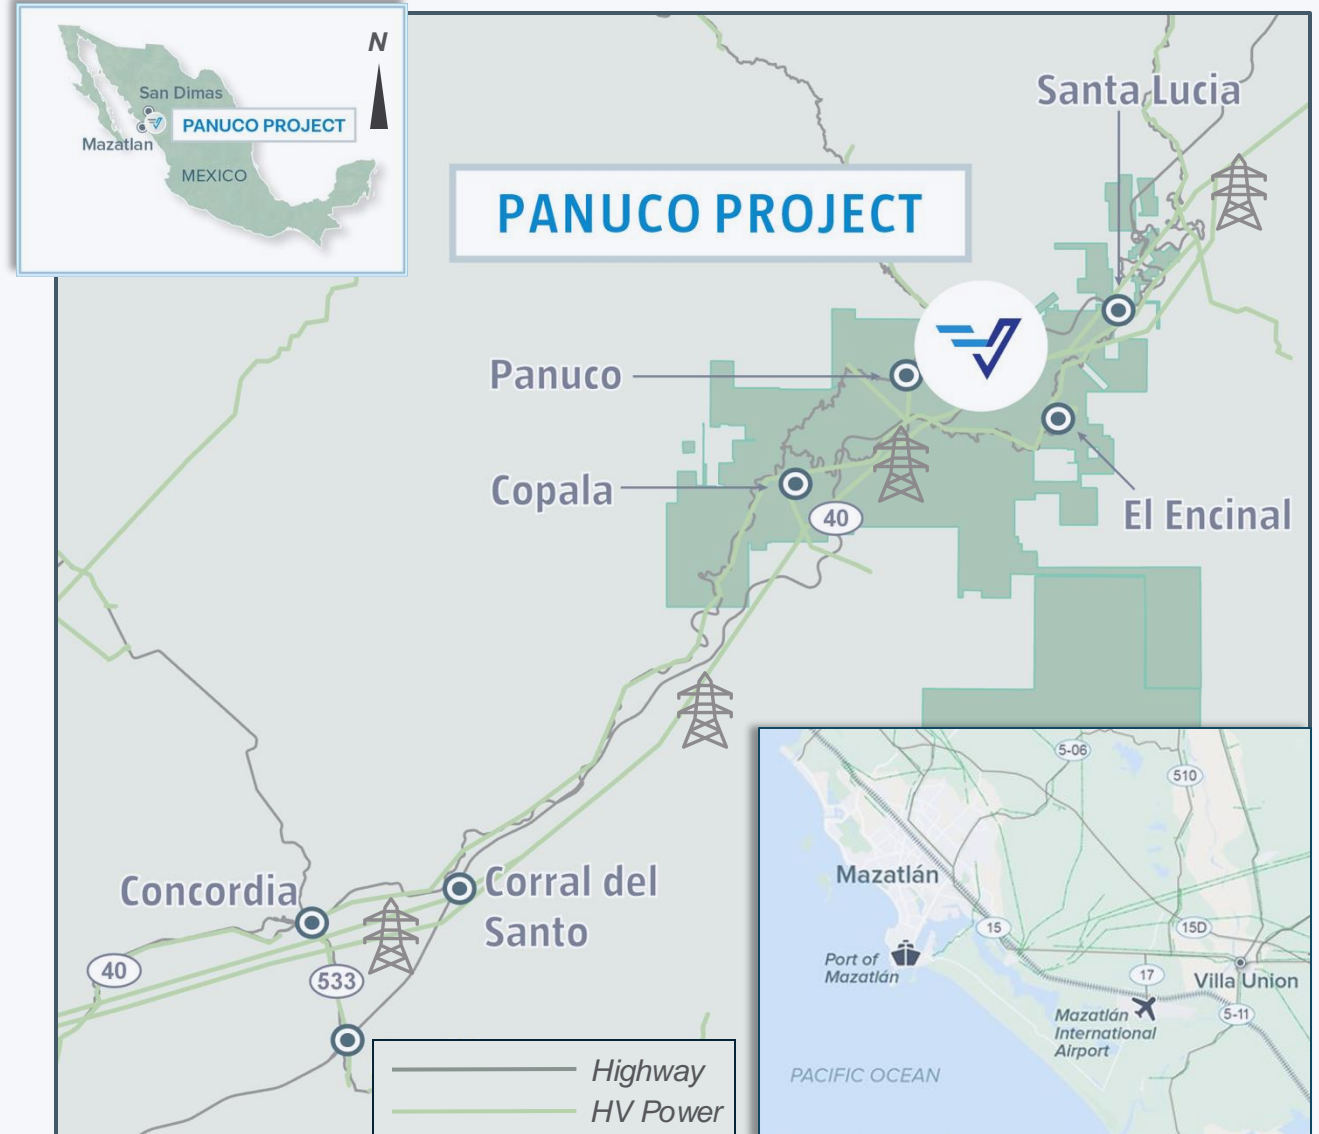 N
San Dimas
PANUCO PROJECT
Mazatlan
MEXICO
Santa Lucia
PANUCO PROJECT
Panuco
Copala
40
El Encinal
Concordia
Corral del
Santo
40
533
Highway
HV Power
5-06
510
Mazatlán
15
15D
Port of
Mazatlán
17
Villa Union
Mazatlán
International
Airport
5-11
PACIFIC OCEAN